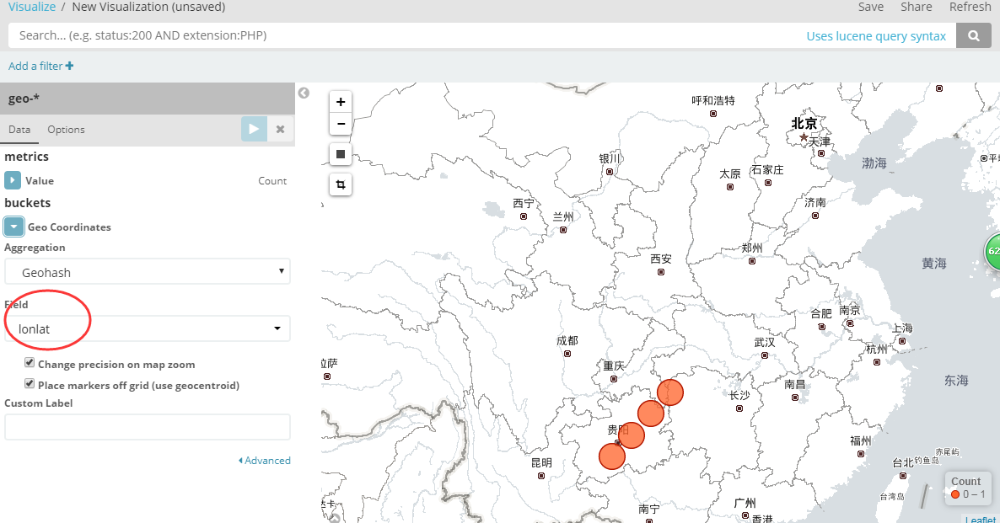 Visualize / New Visualization (unsaved)
Save Share Refresh
Search... (e.g. status:200 AND extension:PHP)
Uses lucene query syntax
Add a filter +
geo-*
Data Options
metrics
Value Count
buckets
Geo Coordinates
Aggregation
Geohash
Field
lonlat
Change precision on map zoom
Place markers off grid (use geocentroid)
Custom Label
Advanced
+
−
呼和浩特
北京
天津
渤海
平壤
银川
太原
石家庄
西宁
兰州
济南
西安
郑州
62
黄海
合肥
南京
上海
成都
武汉
杭州
拉萨
重庆
东海
长沙
南昌
贵阳
福州
赤尾屿
昆明
台北
钓鱼岛
台湾岛
广州
南宁
香港
达卡
Count
0 – 1
Leaflet